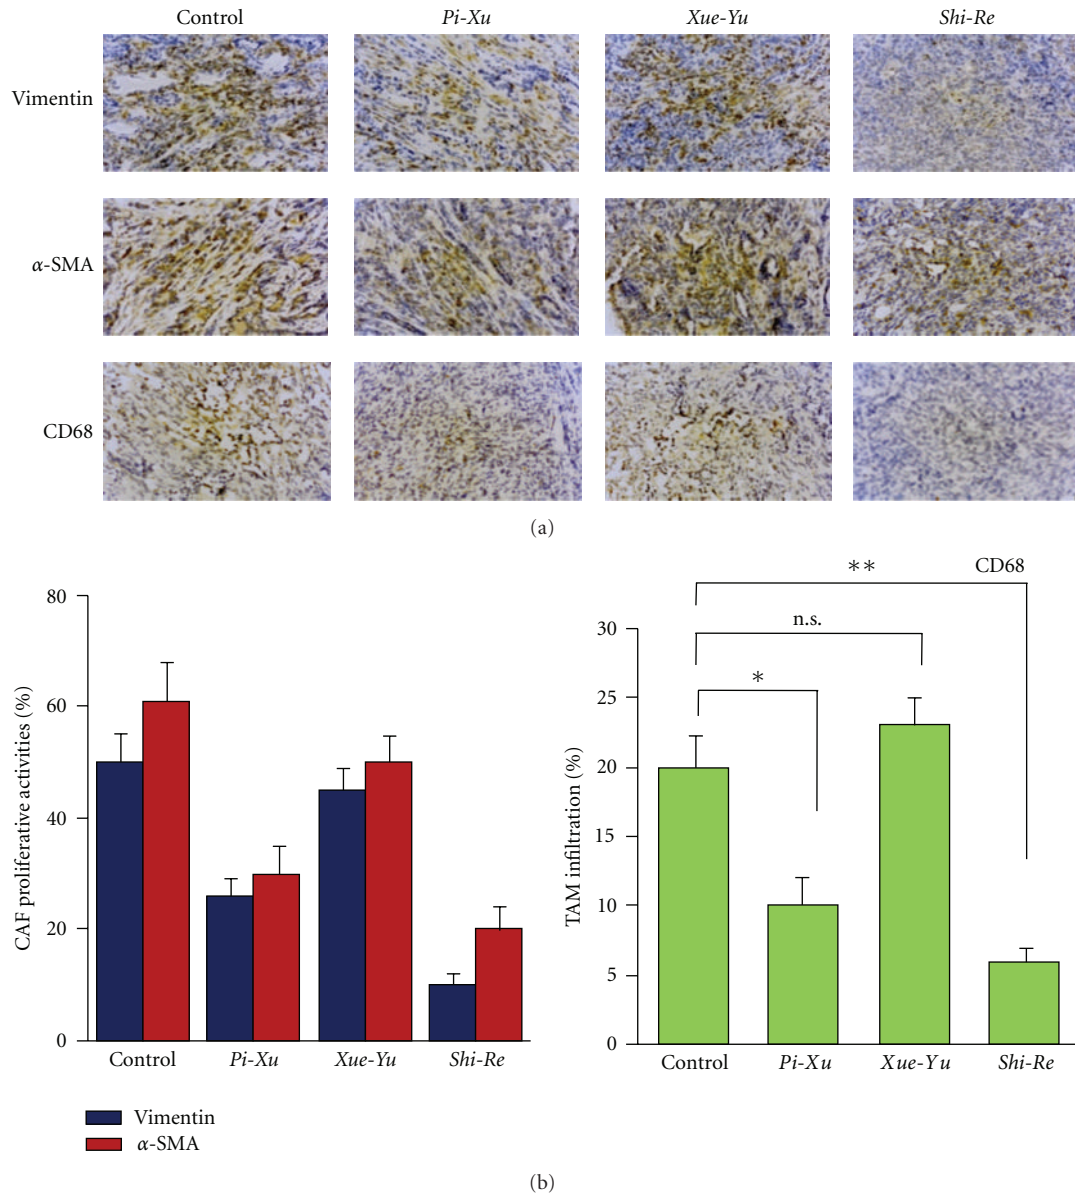 Control Pi-Xu Xue-Yu Shi-Re
Vimentin
α-SMA
CD68
(a)
80
60
40
20
0
CAF proliferative activities (%)
Control Pi-Xu Xue-Yu Shi-Re
Vimentin
α-SMA
** CD68
n.s.
*
30
25
20
15
10
5
0
TAM infiltration (%)
Control Pi-Xu Xue-Yu Shi-Re
(b)